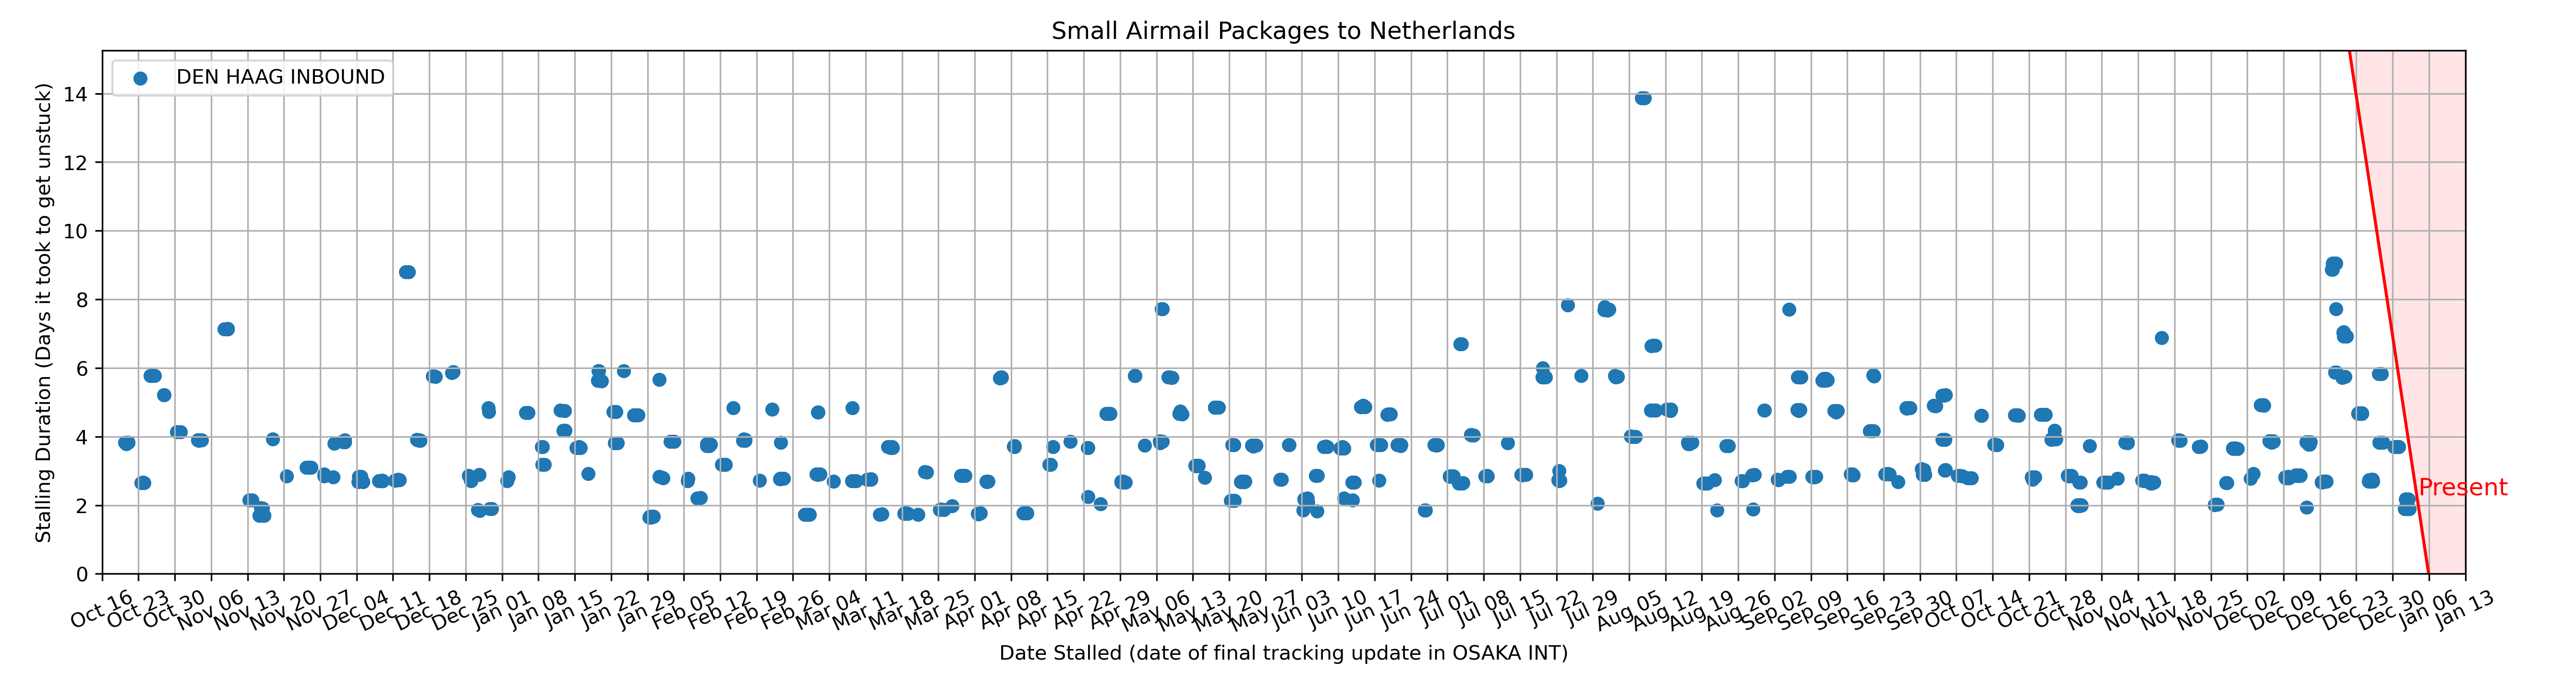 Small Airmail Packages to Netherlands
DEN HAAG INBOUND
Stalling Duration (Days it took to get unstuck)
14
12
10
8
6
4
2
0
Present
Oct 16
Oct 23
Oct 30
Nov 06
Nov 13
Nov 20
Nov 27
Dec 04
Dec 11
Dec 18
Dec 25
Jan 01
Jan 08
Jan 15
Jan 22
Jan 29
Feb 05
Feb 12
Feb 19
Feb 26
Mar 04
Mar 11
Mar 18
Mar 25
Apr 01
Apr 08
Apr 15
Apr 22
Apr 29
May 06
May 13
May 20
May 27
Jun 03
Jun 10
Jun 17
Jun 24
Jul 01
Jul 08
Jul 15
Jul 22
Jul 29
Aug 05
Aug 12
Aug 19
Aug 26
Sep 02
Sep 09
Sep 16
Sep 23
Sep 30
Oct 07
Oct 14
Oct 21
Oct 28
Nov 04
Nov 11
Nov 18
Nov 25
Dec 02
Dec 09
Dec 16
Dec 23
Dec 30
Jan 06
Jan 13
Date Stalled (date of final tracking update in OSAKA INT)